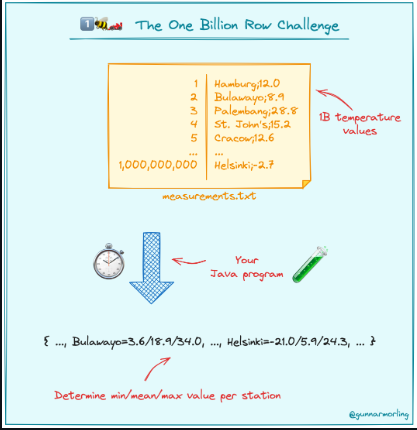 1 The One Billion Row Challenge
1 Hamburg;12.0
2 Bulawayo;8.9
3 Palembang;28.8
4 St. John's;15.2
5 Cracow;12.6
... ...
1,000,000,000 Helsinki;-2.7
1B temperature
values
measurements.txt
Your
Java program
{ ..., Bulawayo=3.6/18.9/34.0, ..., Helsinki=-21.0/5.9/24.3, ... }
Determine min/mean/max value per station
@gunnarmorling